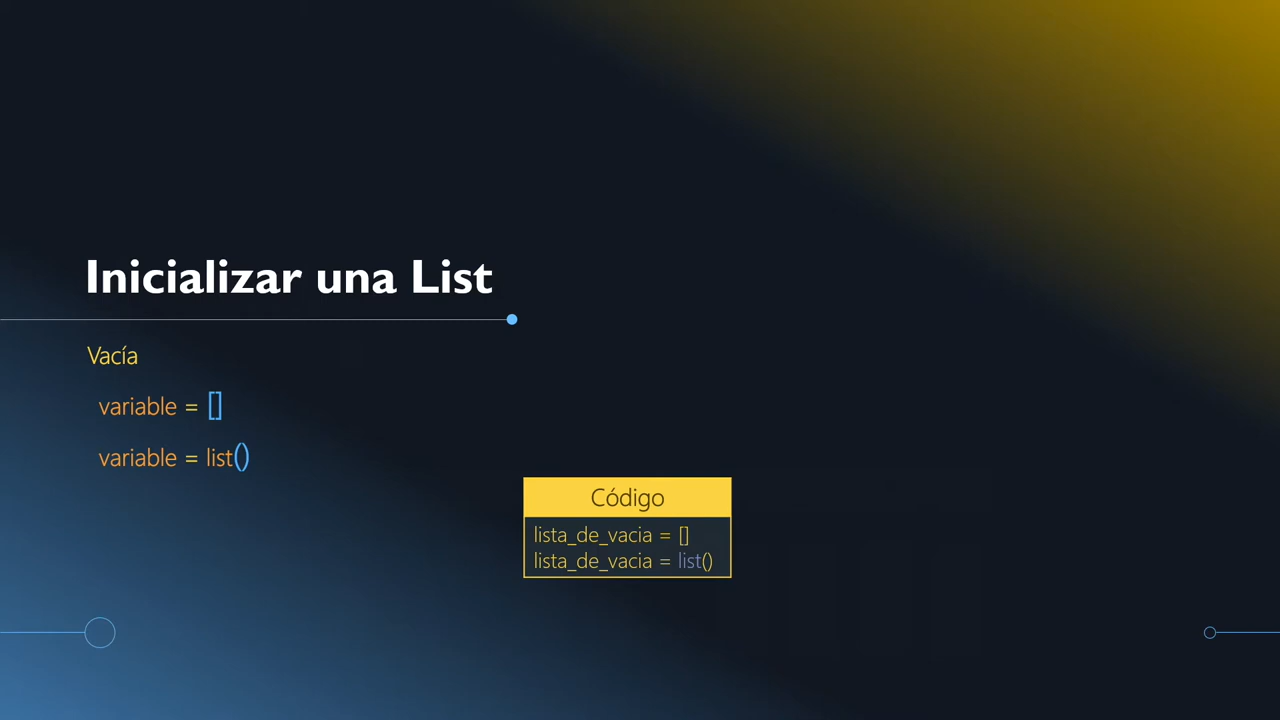 Inicializar una List
Vacía
variable = []
variable = list()
Código
lista_de_vacia = []
lista_de_vacia = list()